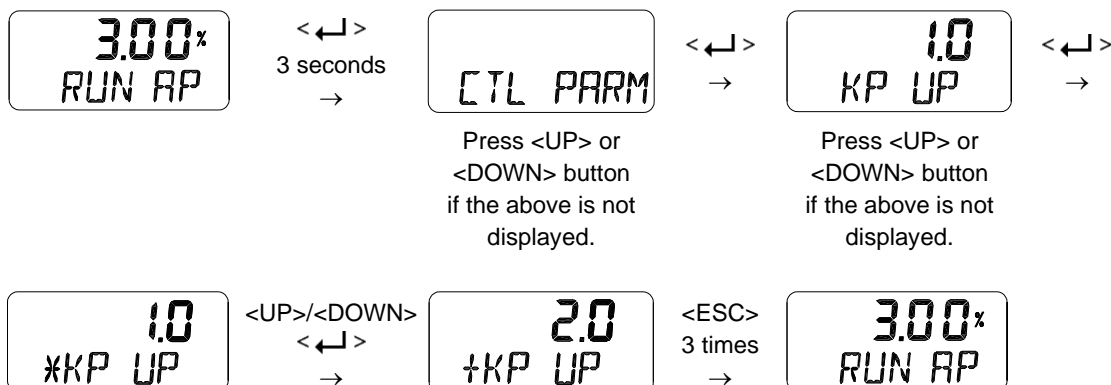 3.00%
RUN AP
< ↵ >
3 seconds
→
CTL PARM
Press <UP> or
<DOWN> button
if the above is not
displayed.
< ↵ >
→
1.0
KP UP
Press <UP> or
<DOWN> button
if the above is not
displayed.
< ↵ >
→
1.0
*KP UP
<UP>/<DOWN>
< ↵ >
→
2.0
+KP UP
<ESC>
3 times
→
3.00%
RUN AP